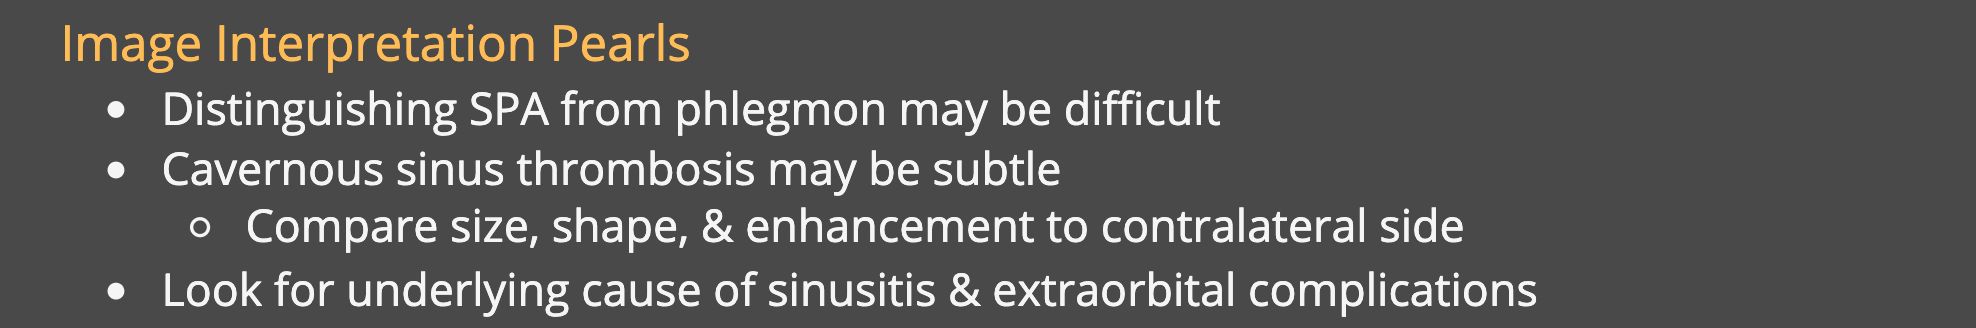 Image Interpretation Pearls
• Distinguishing SPA from phlegmon may be difficult
• Cavernous sinus thrombosis may be subtle
◦ Compare size, shape, & enhancement to contralateral side
• Look for underlying cause of sinusitis & extraorbital complications